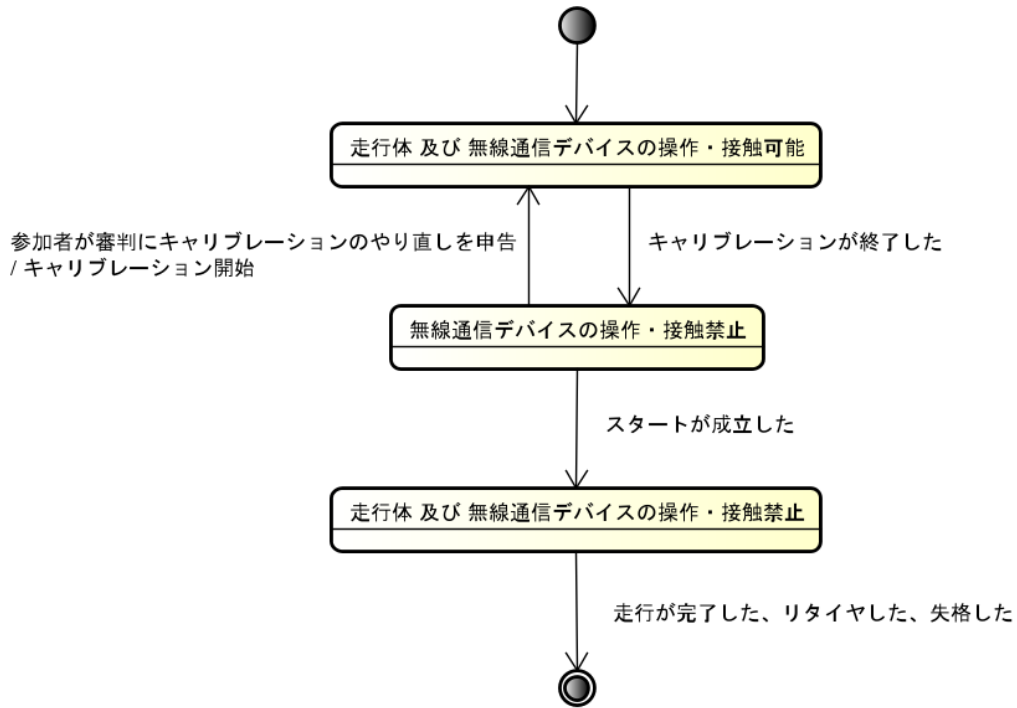 走行体 及び 無線通信デバイスの操作・接触可能
参加者が審判にキャリブレーションのやり直しを申告
/ キャリブレーション開始
キャリブレーションが終了した
無線通信デバイスの操作・接触禁止
スタートが成立した
走行体 及び 無線通信デバイスの操作・接触禁止
走行が完了した、リタイヤした、失格した